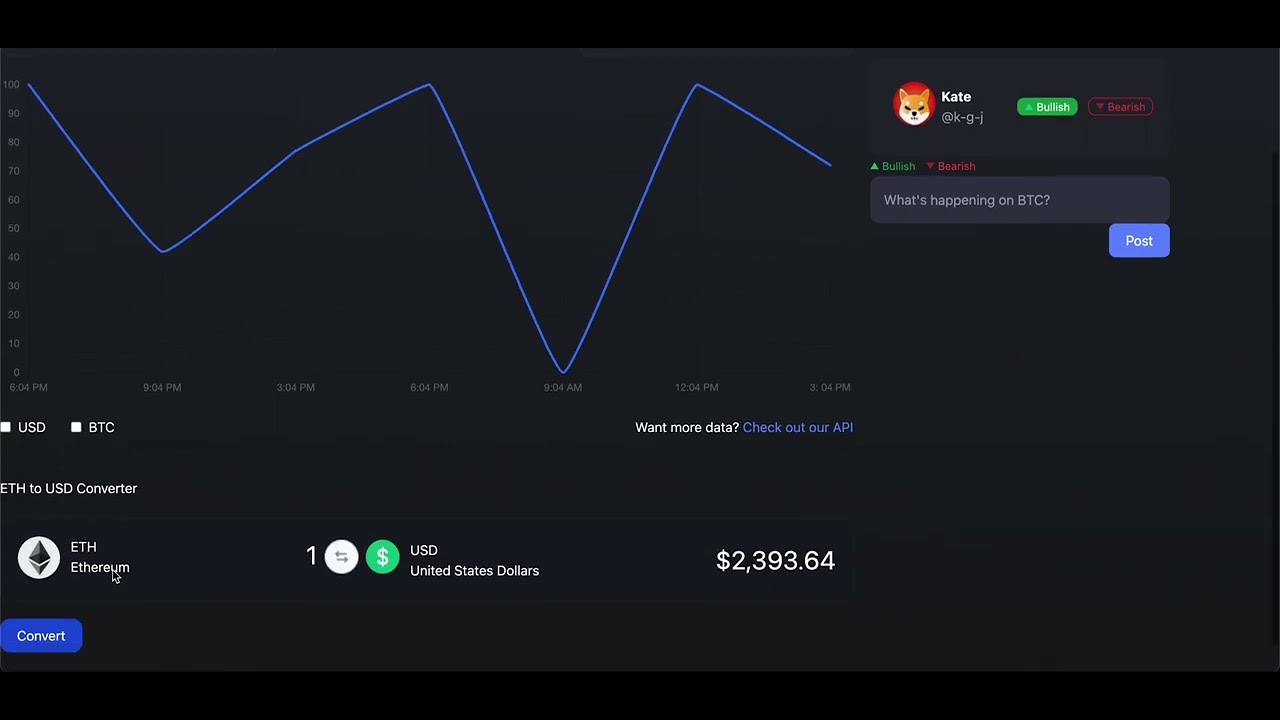 100
90
80
70
60
50
40
30
20
10
0
6:04 PM 9:04 PM 3:04 PM 6:04 PM 9:04 AM 12:04 PM 3: 04 PM
USD BTC
Want more data? Check out our API
ETH to USD Converter
ETH
Ethereum
1
$
USD
United States Dollars
$2,393.64
Convert
Kate
@k-g-j
Bullish Bearish
Bullish Bearish
What's happening on BTC?
Post